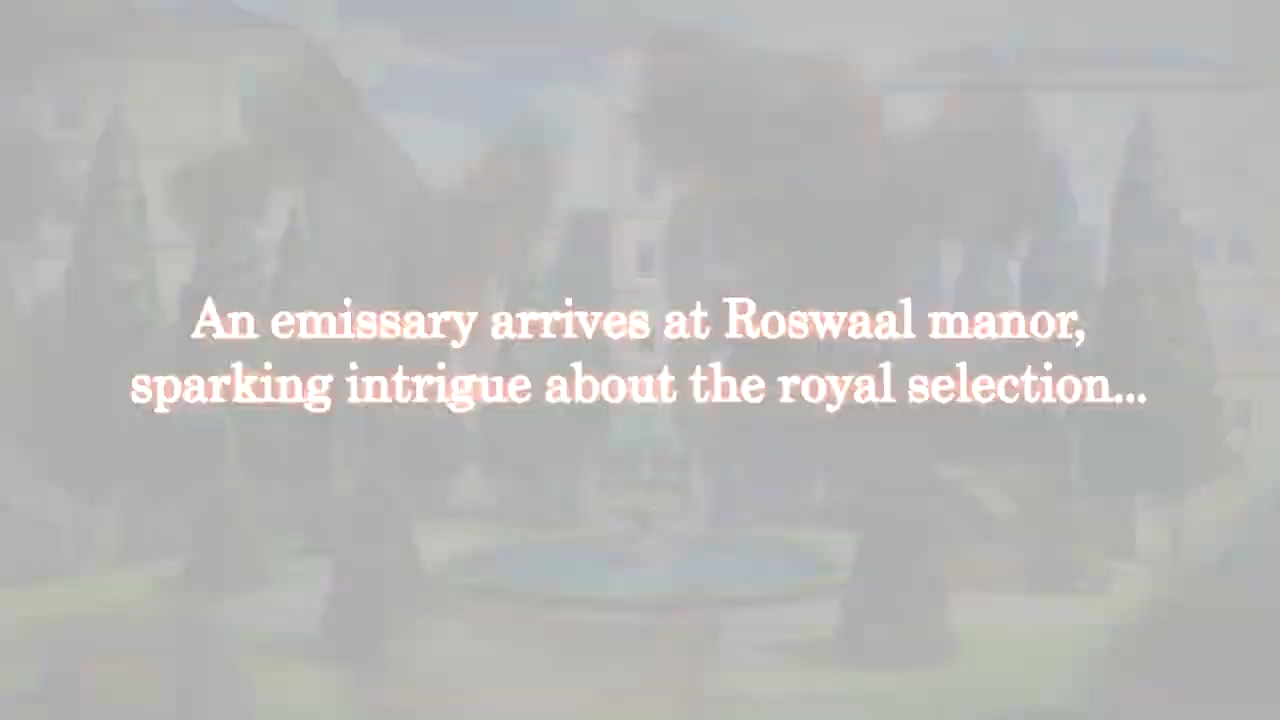 An emissary arrives at Roswaal manor,
sparking intrigue about the royal selection...